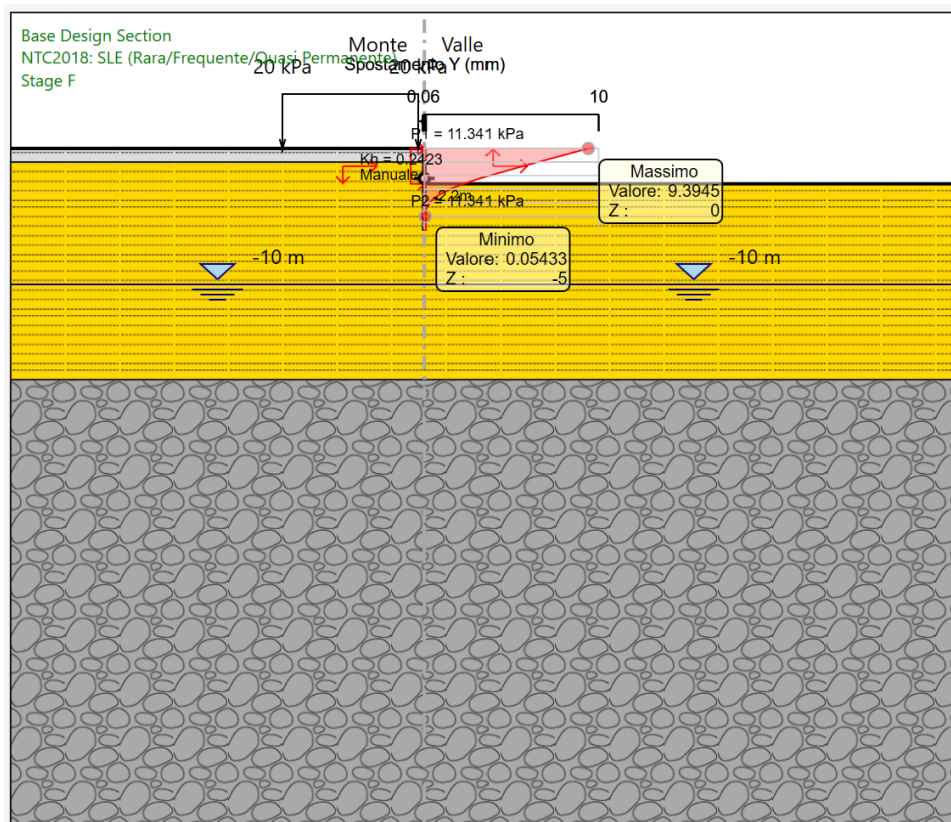 Base Design Section
NTC2018: SLE (Rara/Frequente/Quasi Permanente)
Stage F
Monte Valle
Spostamento Y (mm)
20 kPa 20 kPa
0.06 10
P1 = 11.341 kPa
Kh = 0.2423
Manuale
-2.2m
P2 = 11.341 kPa
Massimo
Valore: 9.3945
Z : 0
Minimo
Valore: 0.05433
Z : -5
-10 m -10 m